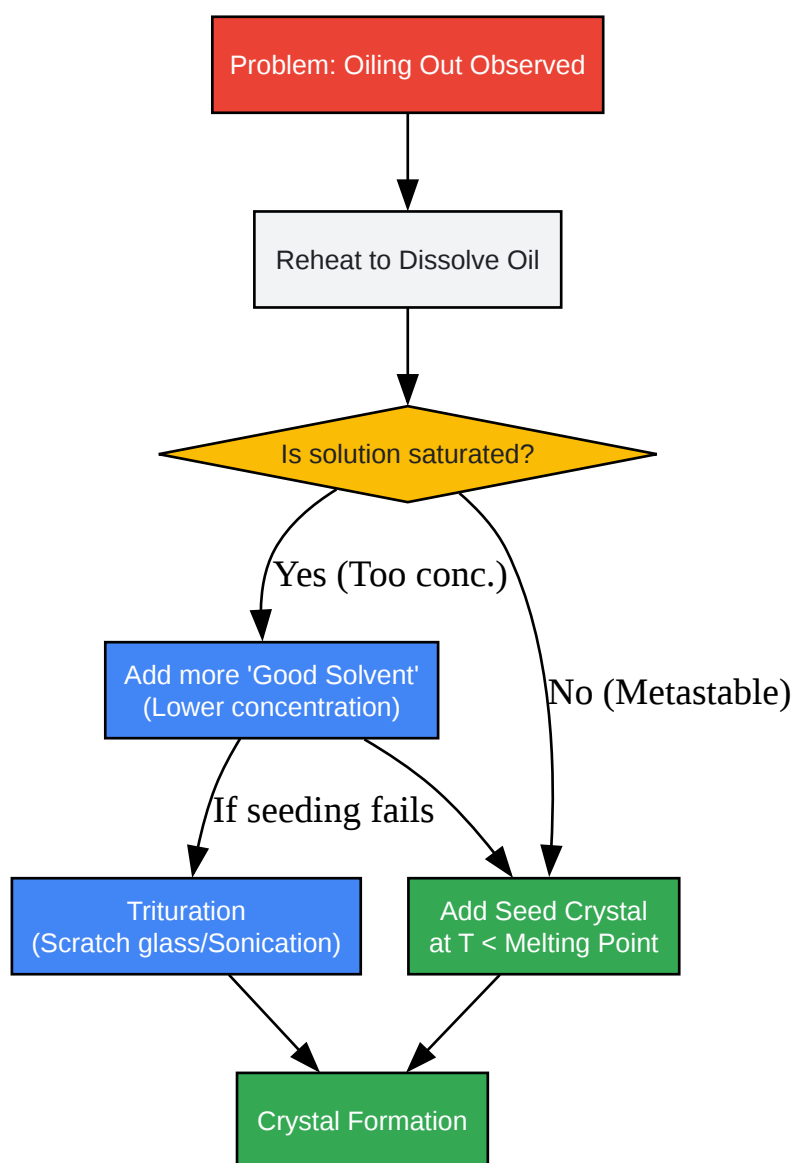 Problem: Oiling Out Observed
Reheat to Dissolve Oil
Is solution saturated?
Yes (Too conc.)
Add more 'Good Solvent'
(Lower concentration)
No (Metastable)
If seeding fails
Trituration
(Scratch glass/Sonication)
Add Seed Crystal
at T < Melting Point
Crystal Formation